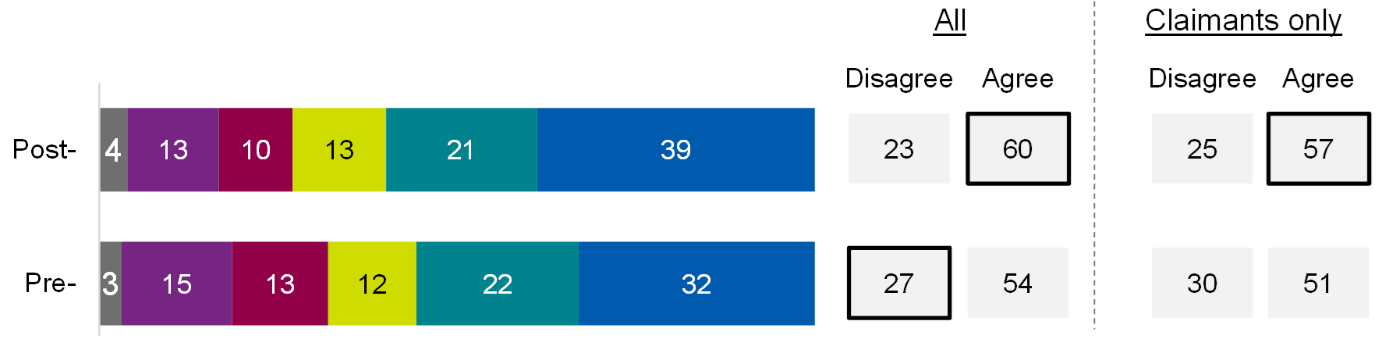 All Claimants only
Disagree Agree Disagree Agree
Post- 4 13 10 13 21 39 23 60 25 57
Pre- 3 15 13 12 22 32 27 54 30 51